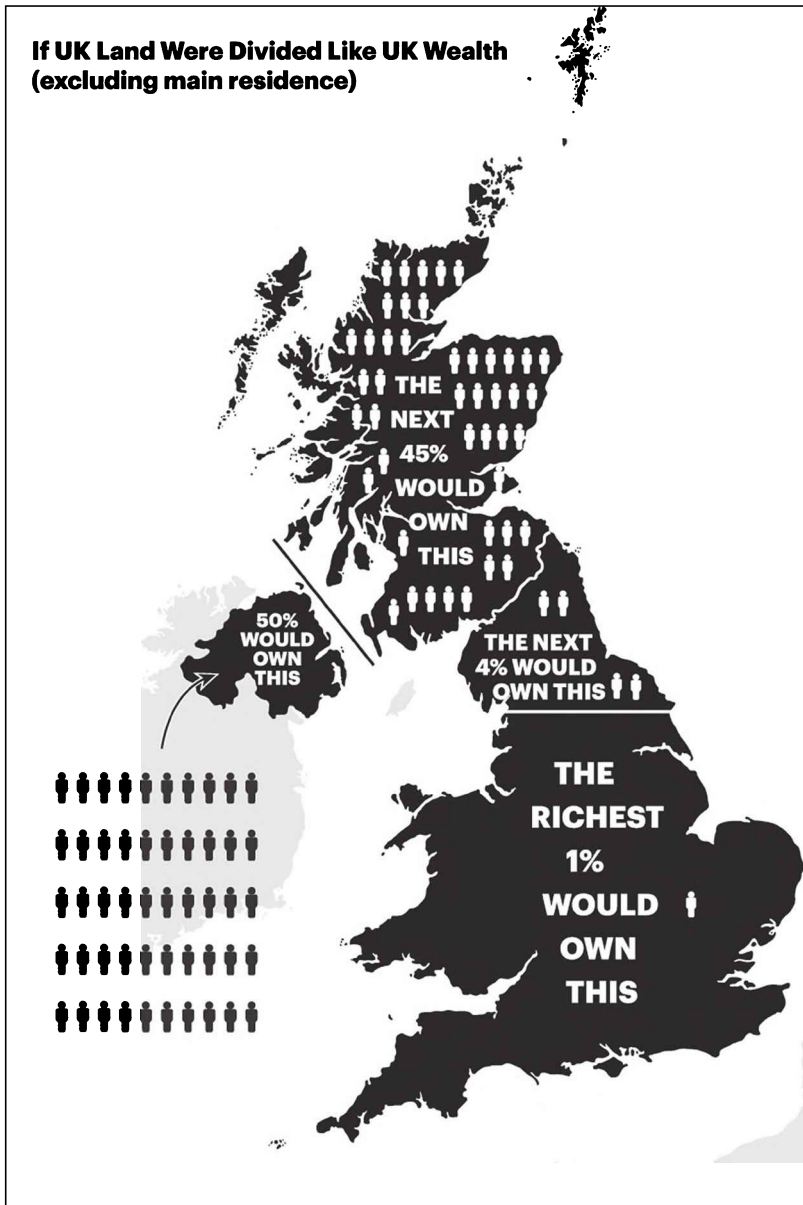 If UK Land Were Divided Like UK Wealth
(excluding main residence)
THE
NEXT
45%
WOULD
OWN
THIS
50%
WOULD
OWN
THIS
THE NEXT
4% WOULD
OWN THIS
THE
RICHEST
1%
WOULD
OWN
THIS